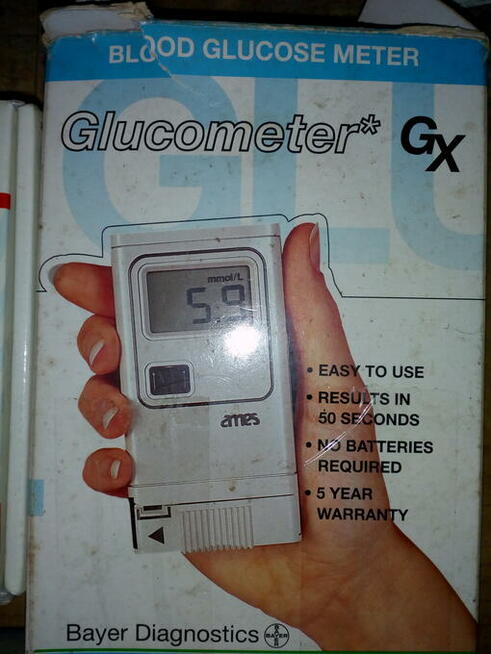 BLOOD GLUCOSE METER
Glucometer* GX
mmol/L
5.9
ames
• EASY TO USE
• RESULTS IN
50 SECONDS
• NO BATTERIES
REQUIRED
• 5 YEAR
WARRANTY
Bayer Diagnostics
BAYER